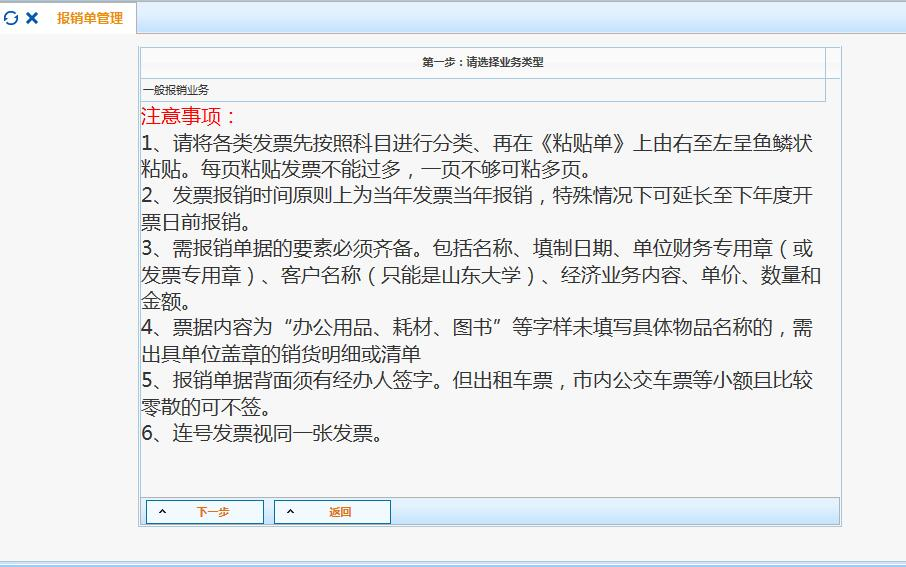 报销单管理
第一步：请选择业务类型
一般报销业务
注意事项：
1、请将各类发票先按照科目进行分类、再在《粘贴单》上由右至左呈鱼鳞状
粘贴。每页粘贴发票不能过多，一页不够可粘多页。
2、发票报销时间原则上为当年发票当年报销，特殊情况下可延长至下年度开
票日前报销。
3、需报销单据的要素必须齐备。包括名称、填制日期、单位财务专用章（或
发票专用章）、客户名称（只能是山东大学）、经济业务内容、单价、数量和
金额。
4、票据内容为“办公用品、耗材、图书”等字样未填写具体物品名称的，需
出具单位盖章的销货明细或清单
5、报销单据背面须有经办人签字。但出租车票，市内公交车票等小额且比较
零散的可不签。
6、连号发票视同一张发票。
下一步 返回